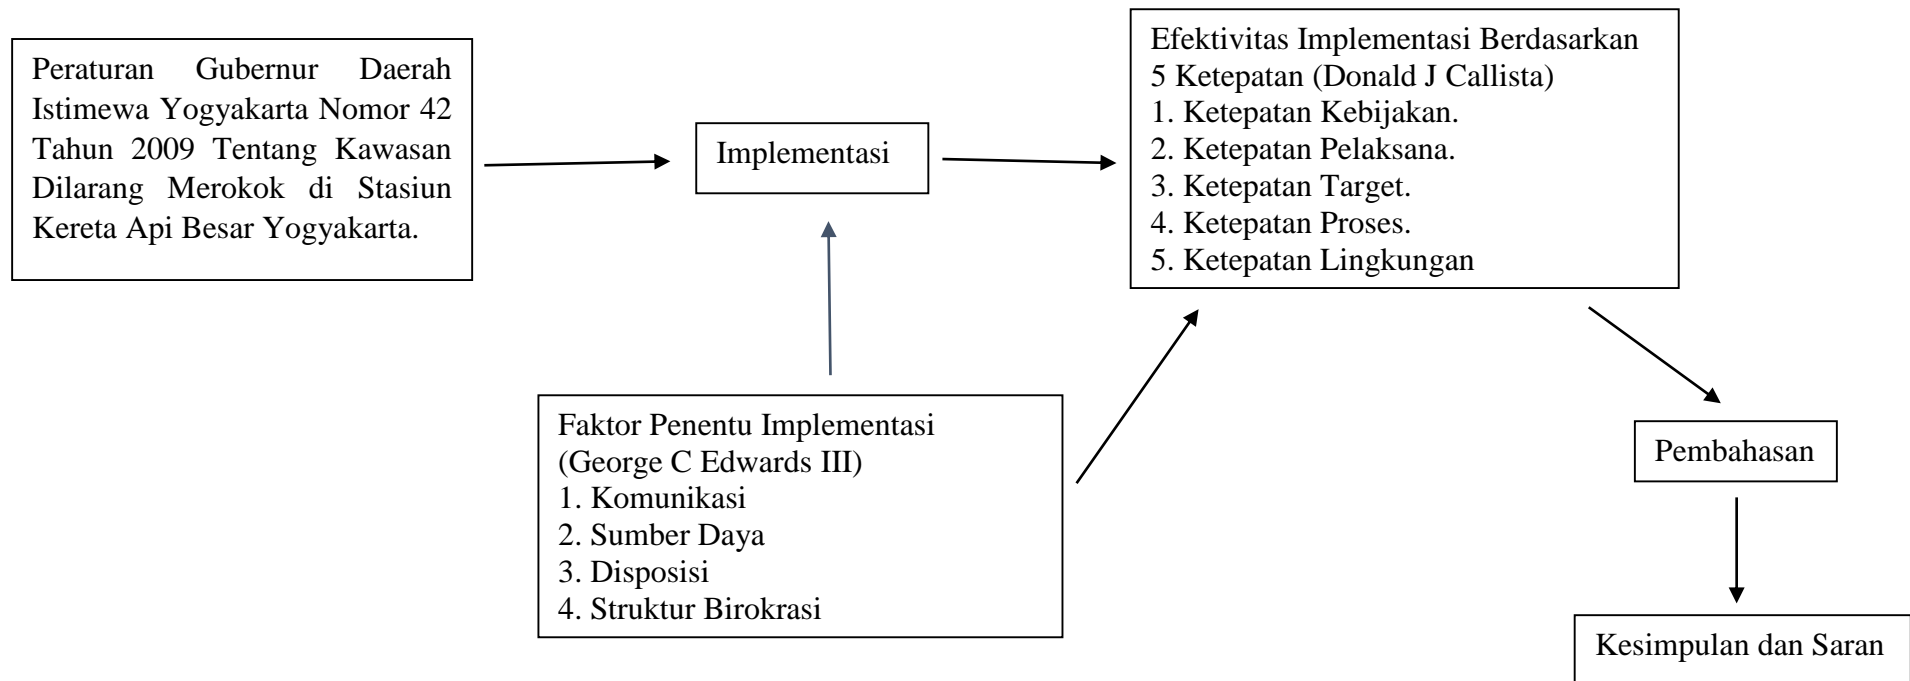 Peraturan Gubernur Daerah
Istimewa Yogyakarta Nomor 42
Tahun 2009 Tentang Kawasan
Dilarang Merokok di Stasiun
Kereta Api Besar Yogyakarta.
Implementasi
Efektivitas Implementasi Berdasarkan
5 Ketepatan (Donald J Callista)
1. Ketepatan Kebijakan.
2. Ketepatan Pelaksana.
3. Ketepatan Target.
4. Ketepatan Proses.
5. Ketepatan Lingkungan
Faktor Penentu Implementasi
(George C Edwards III)
1. Komunikasi
2. Sumber Daya
3. Disposisi
4. Struktur Birokrasi
Pembahasan
Kesimpulan dan Saran